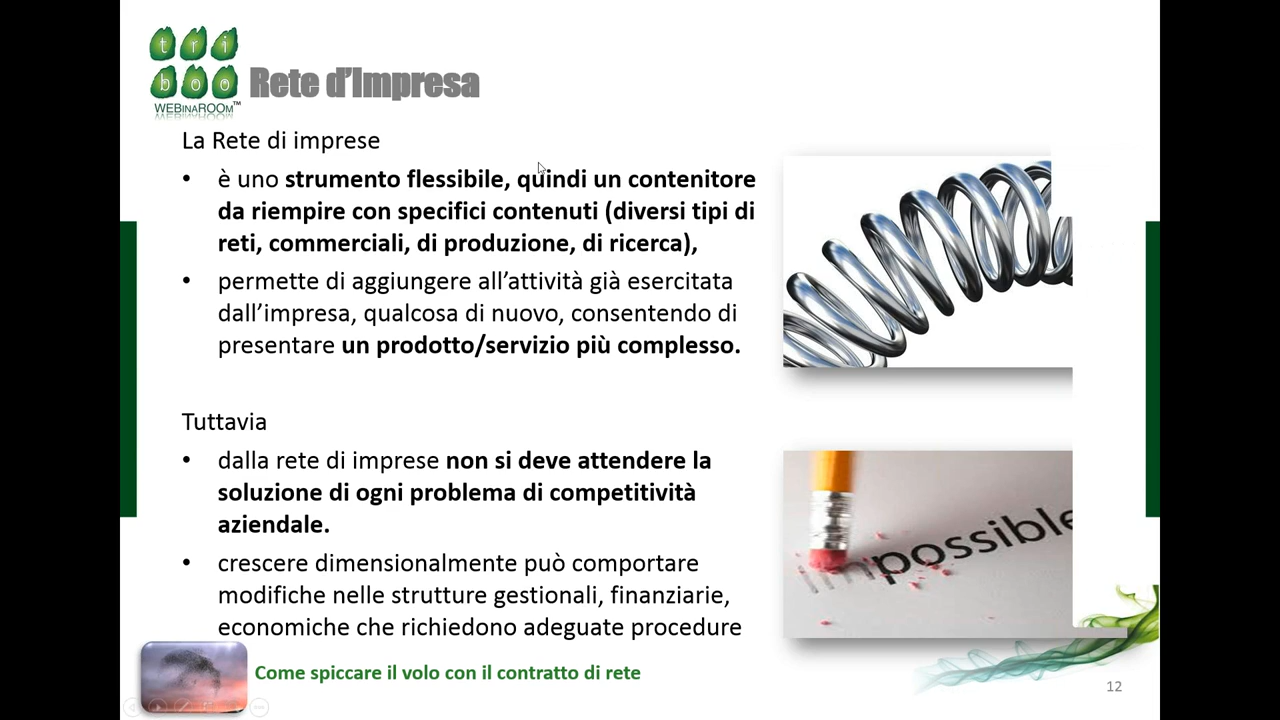 tri
boo
WEBINAROOM™
Rete d'Impresa
La Rete di imprese
• è uno strumento flessibile, quindi un contenitore
da riempire con specifici contenuti (diversi tipi di
reti, commerciali, di produzione, di ricerca),
• permette di aggiungere all'attività già esercitata
dall'impresa, qualcosa di nuovo, consentendo di
presentare un prodotto/servizio più complesso.
Tuttavia
• dalla rete di imprese non si deve attendere la
soluzione di ogni problema di competitività
aziendale.
• crescere dimensionalmente può comportare
modifiche nelle strutture gestionali, finanziarie,
economiche che richiedono adeguate procedure
impossible
Come spiccare il volo con il contratto di rete
12